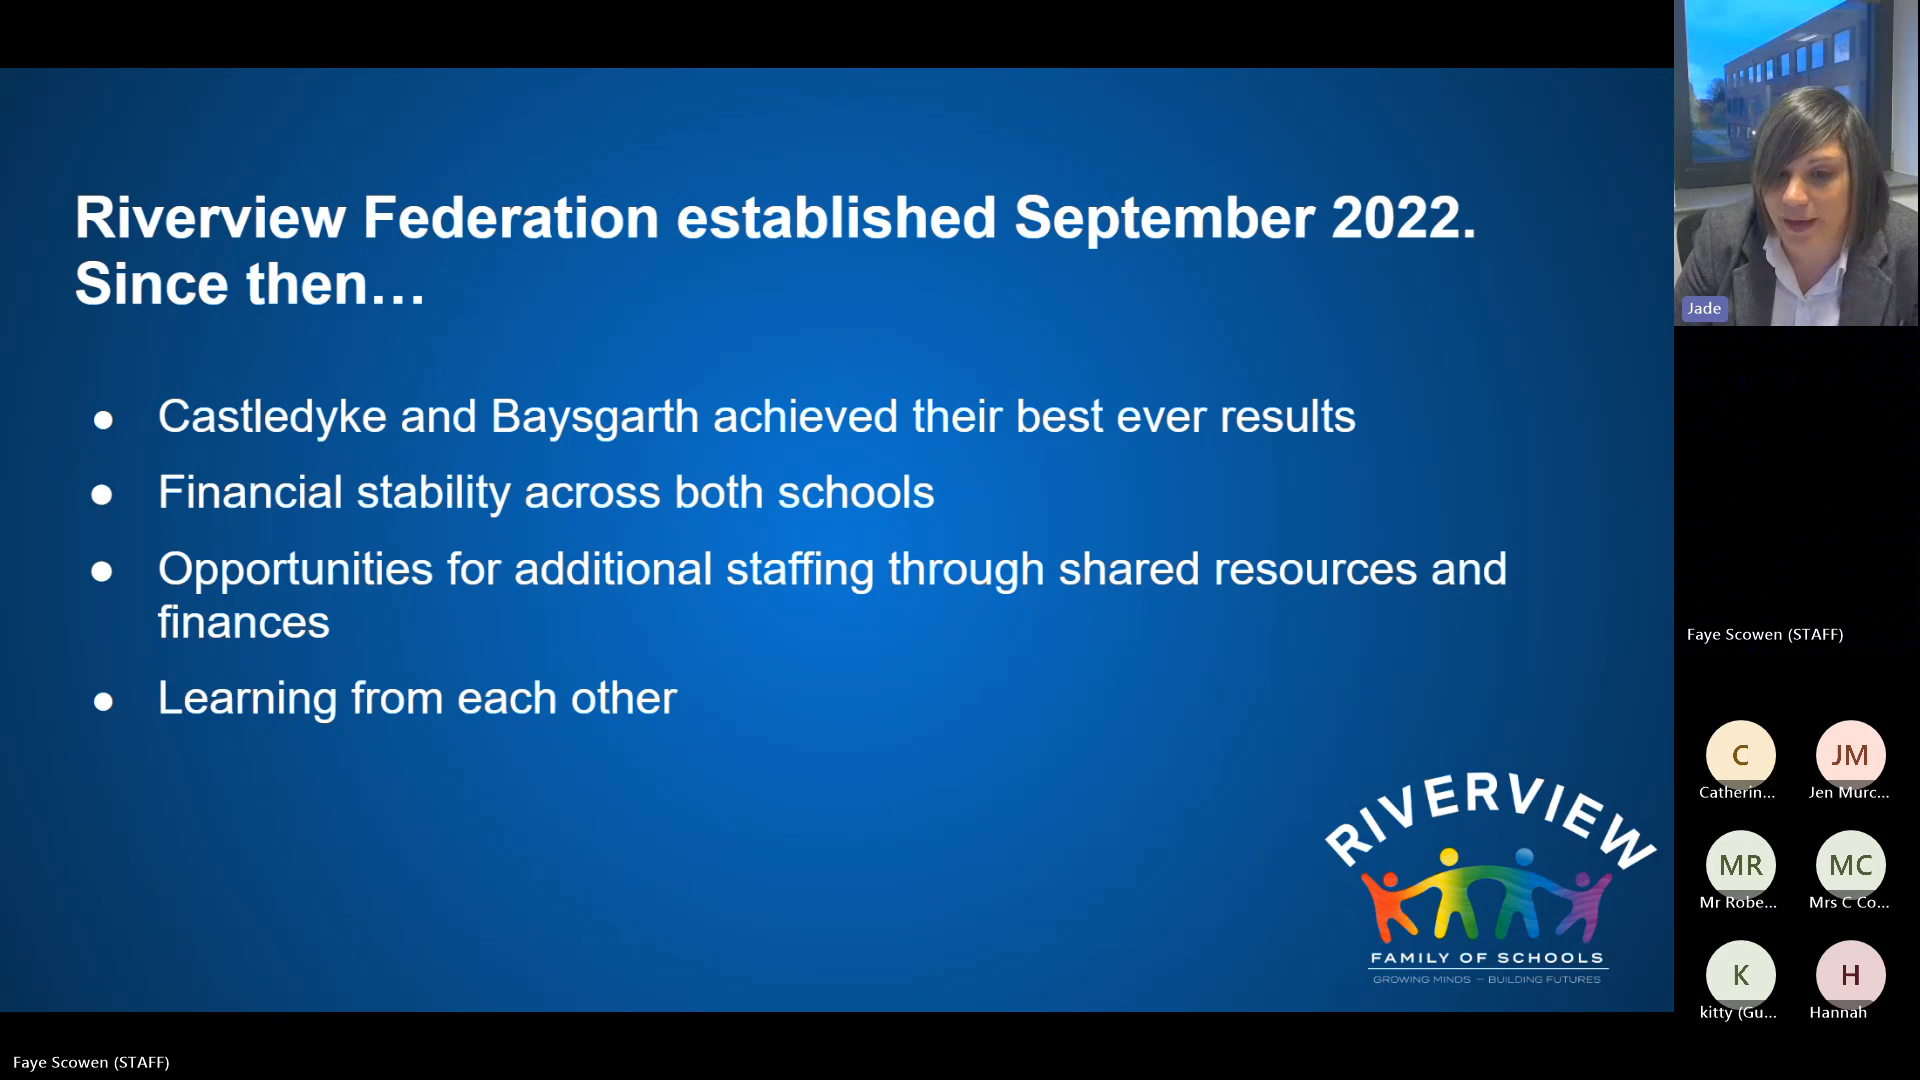 Riverview Federation established September 2022.
Since then…
● Castledyke and Baysgarth achieved their best ever results
● Financial stability across both schools
● Opportunities for additional staffing through shared resources and
finances
● Learning from each other
RIVERVIEW
FAMILY OF SCHOOLS
GROWING MINDS – BUILDING FUTURES
Jade
Faye Scowen (STAFF)
C
JM
Catherin...
Jen Murc...
MR
MC
Mr Robe...
Mrs C Co...
K
H
kitty (Gu...
Hannah
Faye Scowen (STAFF)